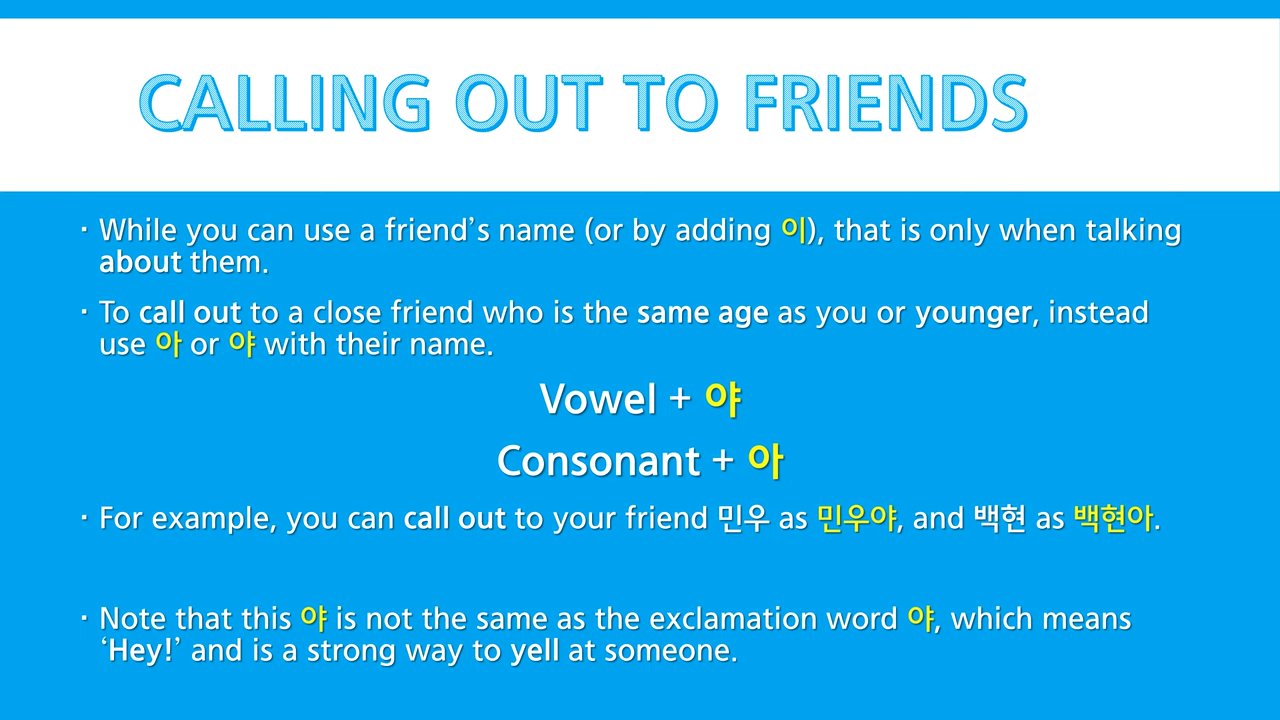 CALLING OUT TO FRIENDS
· While you can use a friend’s name (or by adding 이), that is only when talking
about them.
· To call out to a close friend who is the same age as you or younger, instead
use 아 or 야 with their name.
Vowel + 야
Consonant + 아
· For example, you can call out to your friend 민우 as 민우야, and 백현 as 백현아.
· Note that this 야 is not the same as the exclamation word 야, which means
‘Hey!’ and is a strong way to yell at someone.